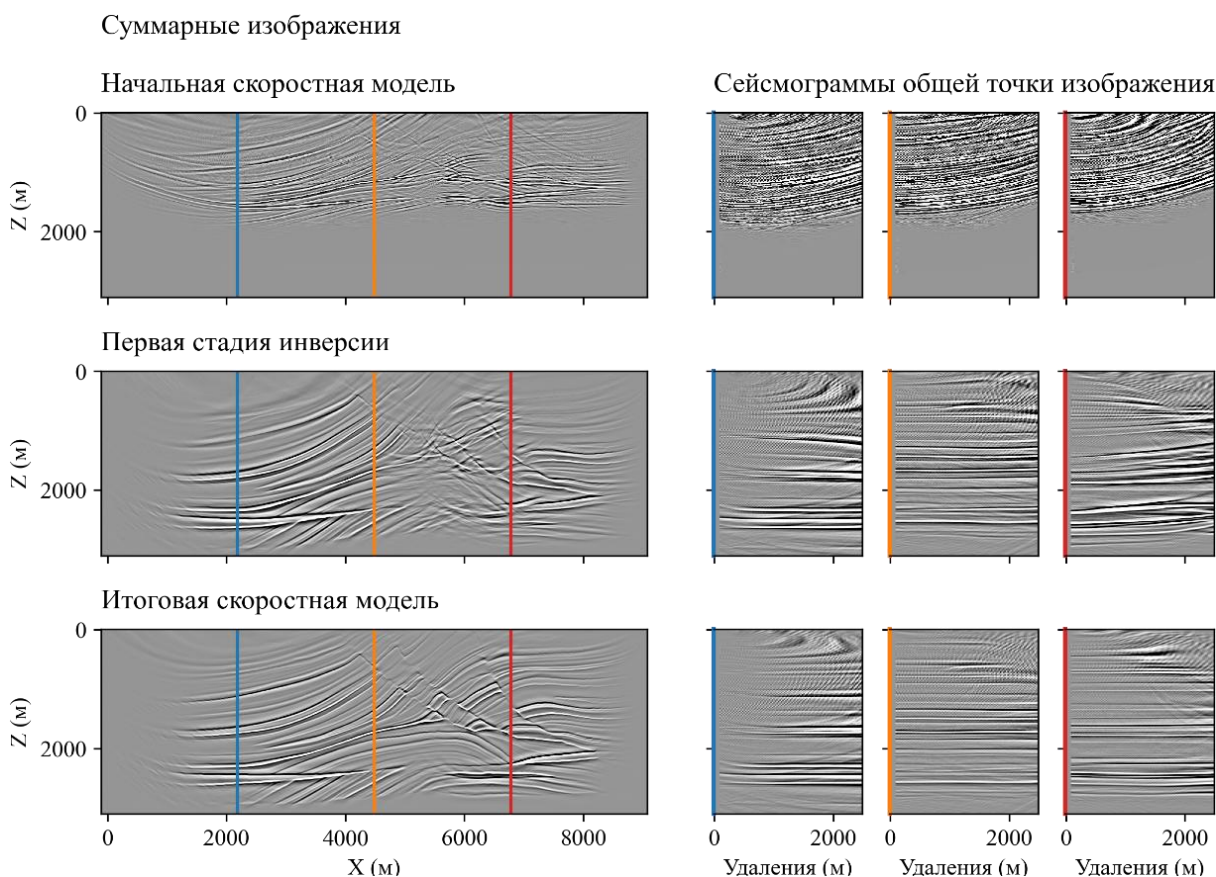 Суммарные изображения
Начальная скоростная модель
Сейсмограммы общей точки изображения
0
2000
Z (м)
Первая стадия инверсии
0
2000
Z (м)
Итоговая скоростная модель
0
2000
Z (м)
0 2000 4000 6000 8000
X (м)
0 2000 0 2000 0 2000
Удаления (м) Удаления (м) Удаления (м)